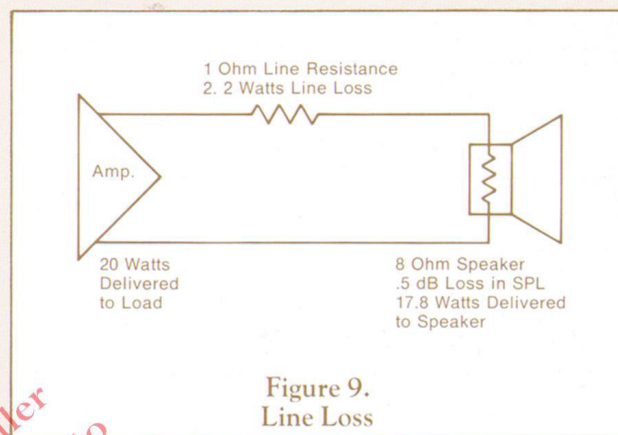 1 Ohm Line Resistance
2. 2 Watts Line Loss
Amp.
20 Watts
Delivered
to Load
8 Ohm Speaker
.5 dB Loss in SPL
17.8 Watts Delivered
to Speaker
Figure 9.
Line Loss